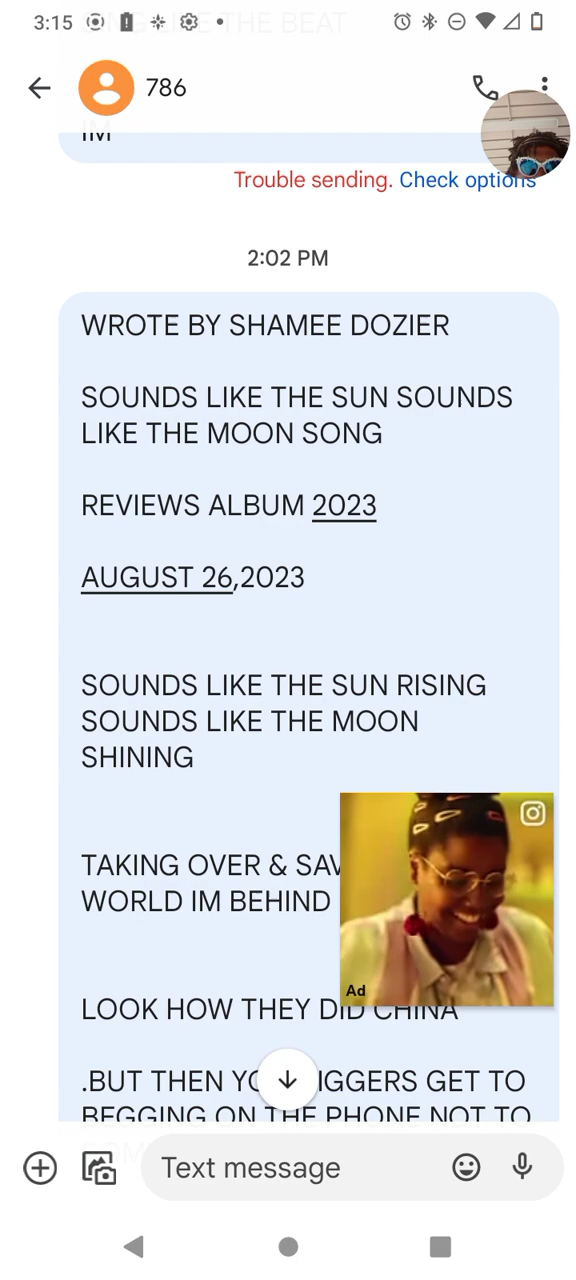 3:15
786
IM
Trouble sending. Check options
2:02 PM
WROTE BY SHAMEE DOZIER
SOUNDS LIKE THE SUN SOUNDS
LIKE THE MOON SONG
REVIEWS ALBUM 2023
AUGUST 26,2023
SOUNDS LIKE THE SUN RISING
SOUNDS LIKE THE MOON
SHINING
TAKING OVER & SAV
WORLD IM BEHIND
Ad
LOOK HOW THEY DID CHINA
.BUT THEN IGGERS GET TO
BEGGING ON THE PHONE NOT TO
Text message